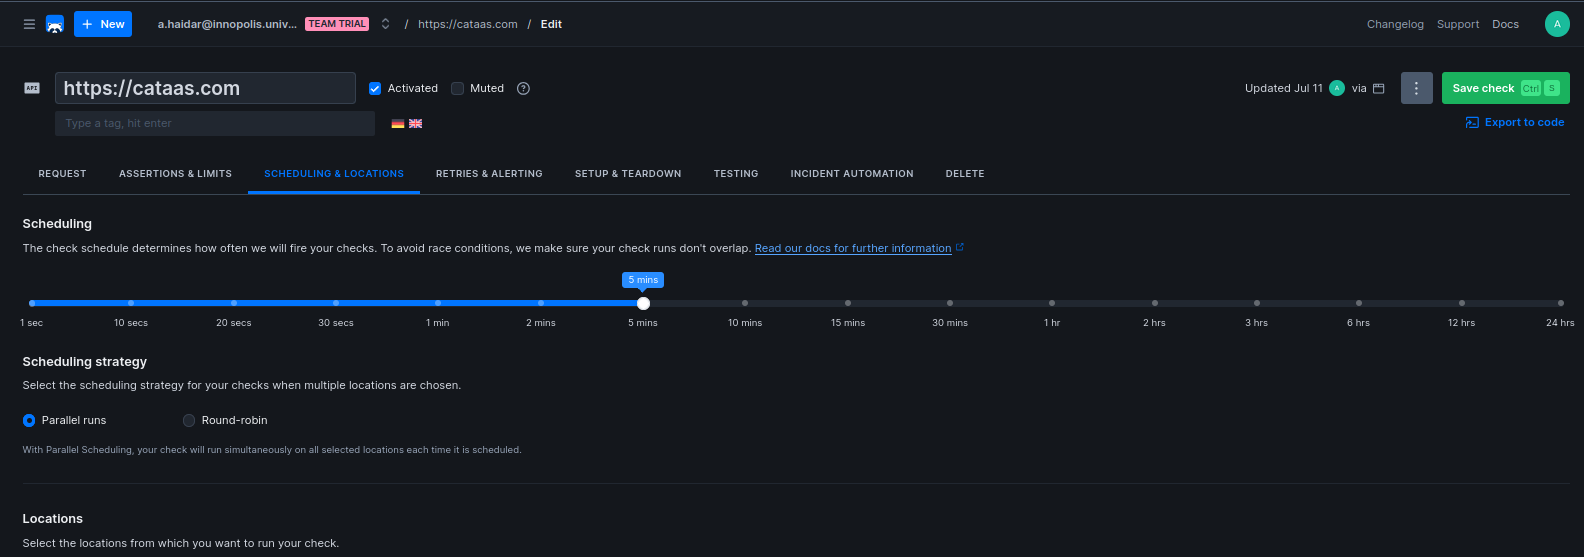 New a.haidar@innopolis.univ... TEAM TRIAL / https://cataas.com / Edit Changelog Support Docs A
API https://cataas.com Activated Muted ? Updated Jul 11 A via Save check Ctrl S
Type a tag, hit enter Export to code
REQUEST ASSERTIONS & LIMITS SCHEDULING & LOCATIONS RETRIES & ALERTING SETUP & TEARDOWN TESTING INCIDENT AUTOMATION DELETE
Scheduling
The check schedule determines how often we will fire your checks. To avoid race conditions, we make sure your check runs don't overlap. Read our docs for further information
5 mins
1 sec 10 secs 20 secs 30 secs 1 min 2 mins 5 mins 10 mins 15 mins 30 mins 1 hr 2 hrs 3 hrs 6 hrs 12 hrs 24 hrs
Scheduling strategy
Select the scheduling strategy for your checks when multiple locations are chosen.
Parallel runs Round-robin
With Parallel Scheduling, your check will run simultaneously on all selected locations each time it is scheduled.
Locations
Select the locations from which you want to run your check.